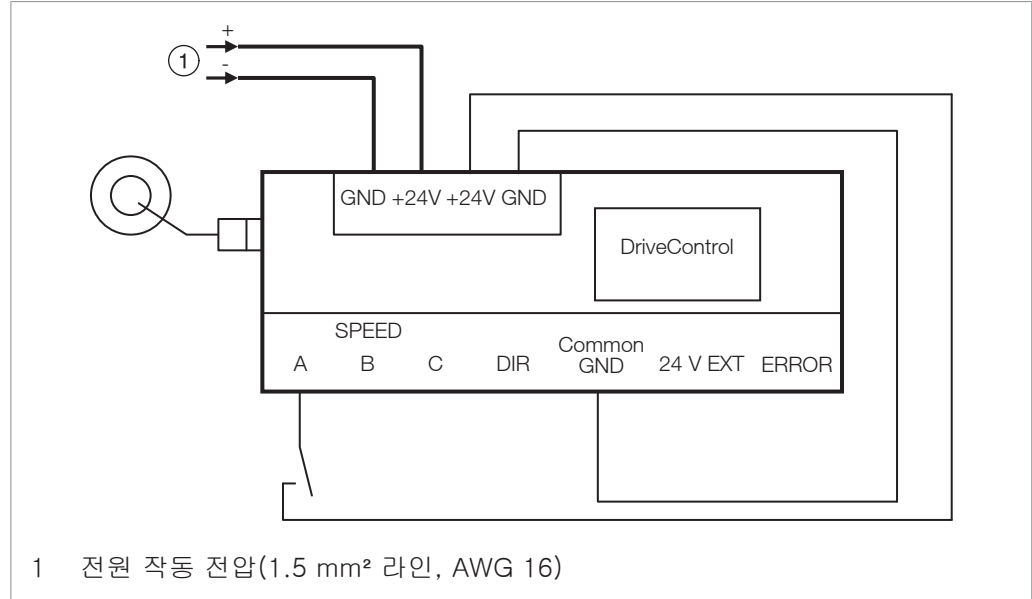 +
1
-
GND +24V +24V GND
DriveControl
SPEED
A B C DIR Common GND 24 V EXT ERROR
1 전원 작동 전압(1.5 mm² 라인, AWG 16)